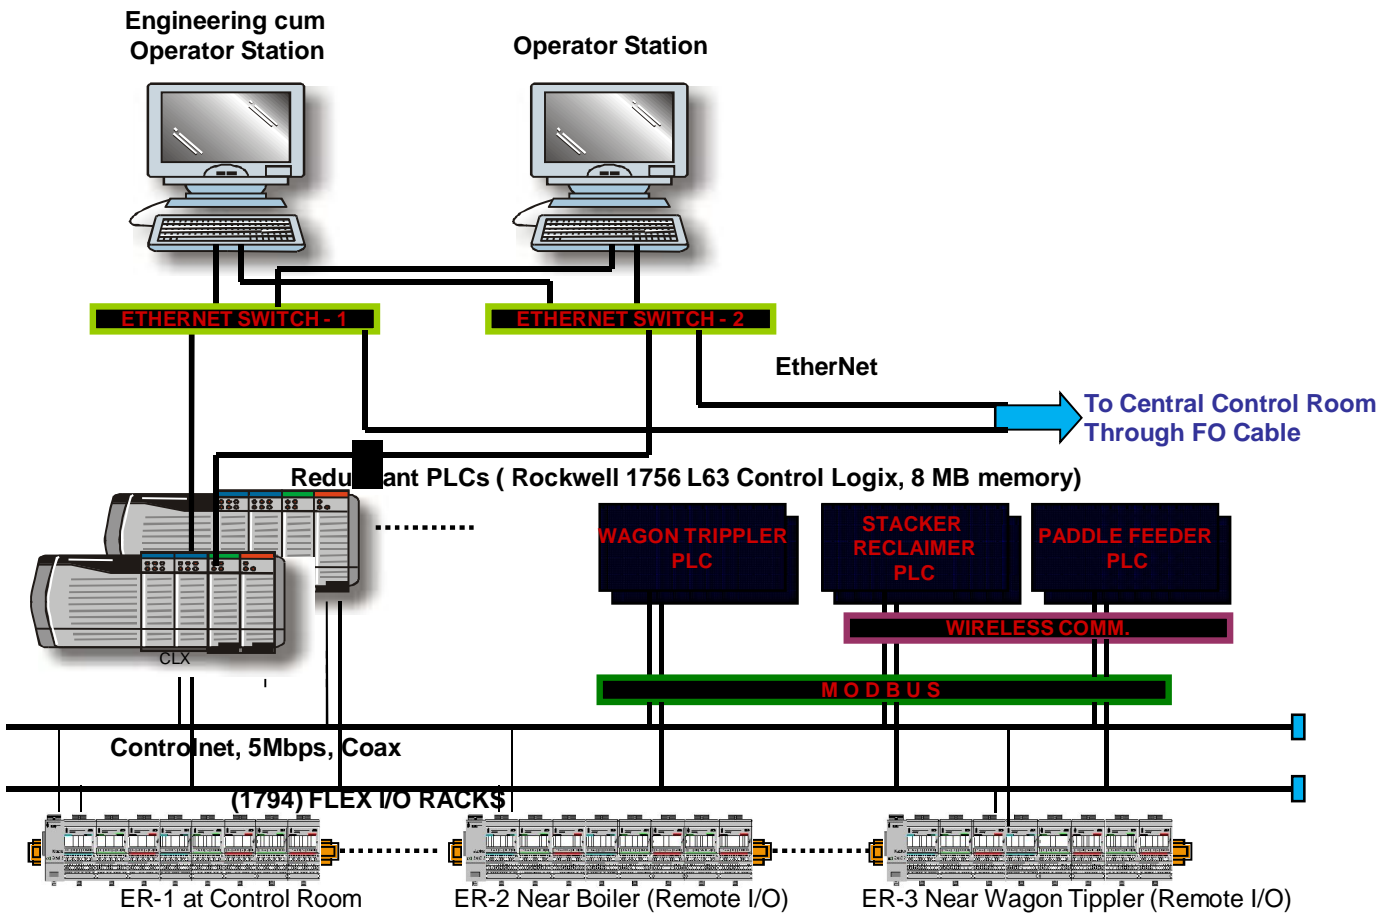 Engineering cum
Operator Station
Operator Station
ETHERNET SWITCH - 1
ETHERNET SWITCH - 2
EtherNet
To Central Control Room
Through FO Cable
Redu ant PLCs ( Rockwell 1756 L63 Control Logix, 8 MB memory)
WAGON TRIPPLER
PLC
STACKER
RECLAIMER
PLC
PADDLE FEEDER
PLC
WIRELESS COMM.
CLX
M O D B U S
Controlnet, 5Mbps, Coax
(1794) FLEX I/O RACKS
ER-1 at Control Room
ER-2 Near Boiler (Remote I/O)
ER-3 Near Wagon Tippler (Remote I/O)